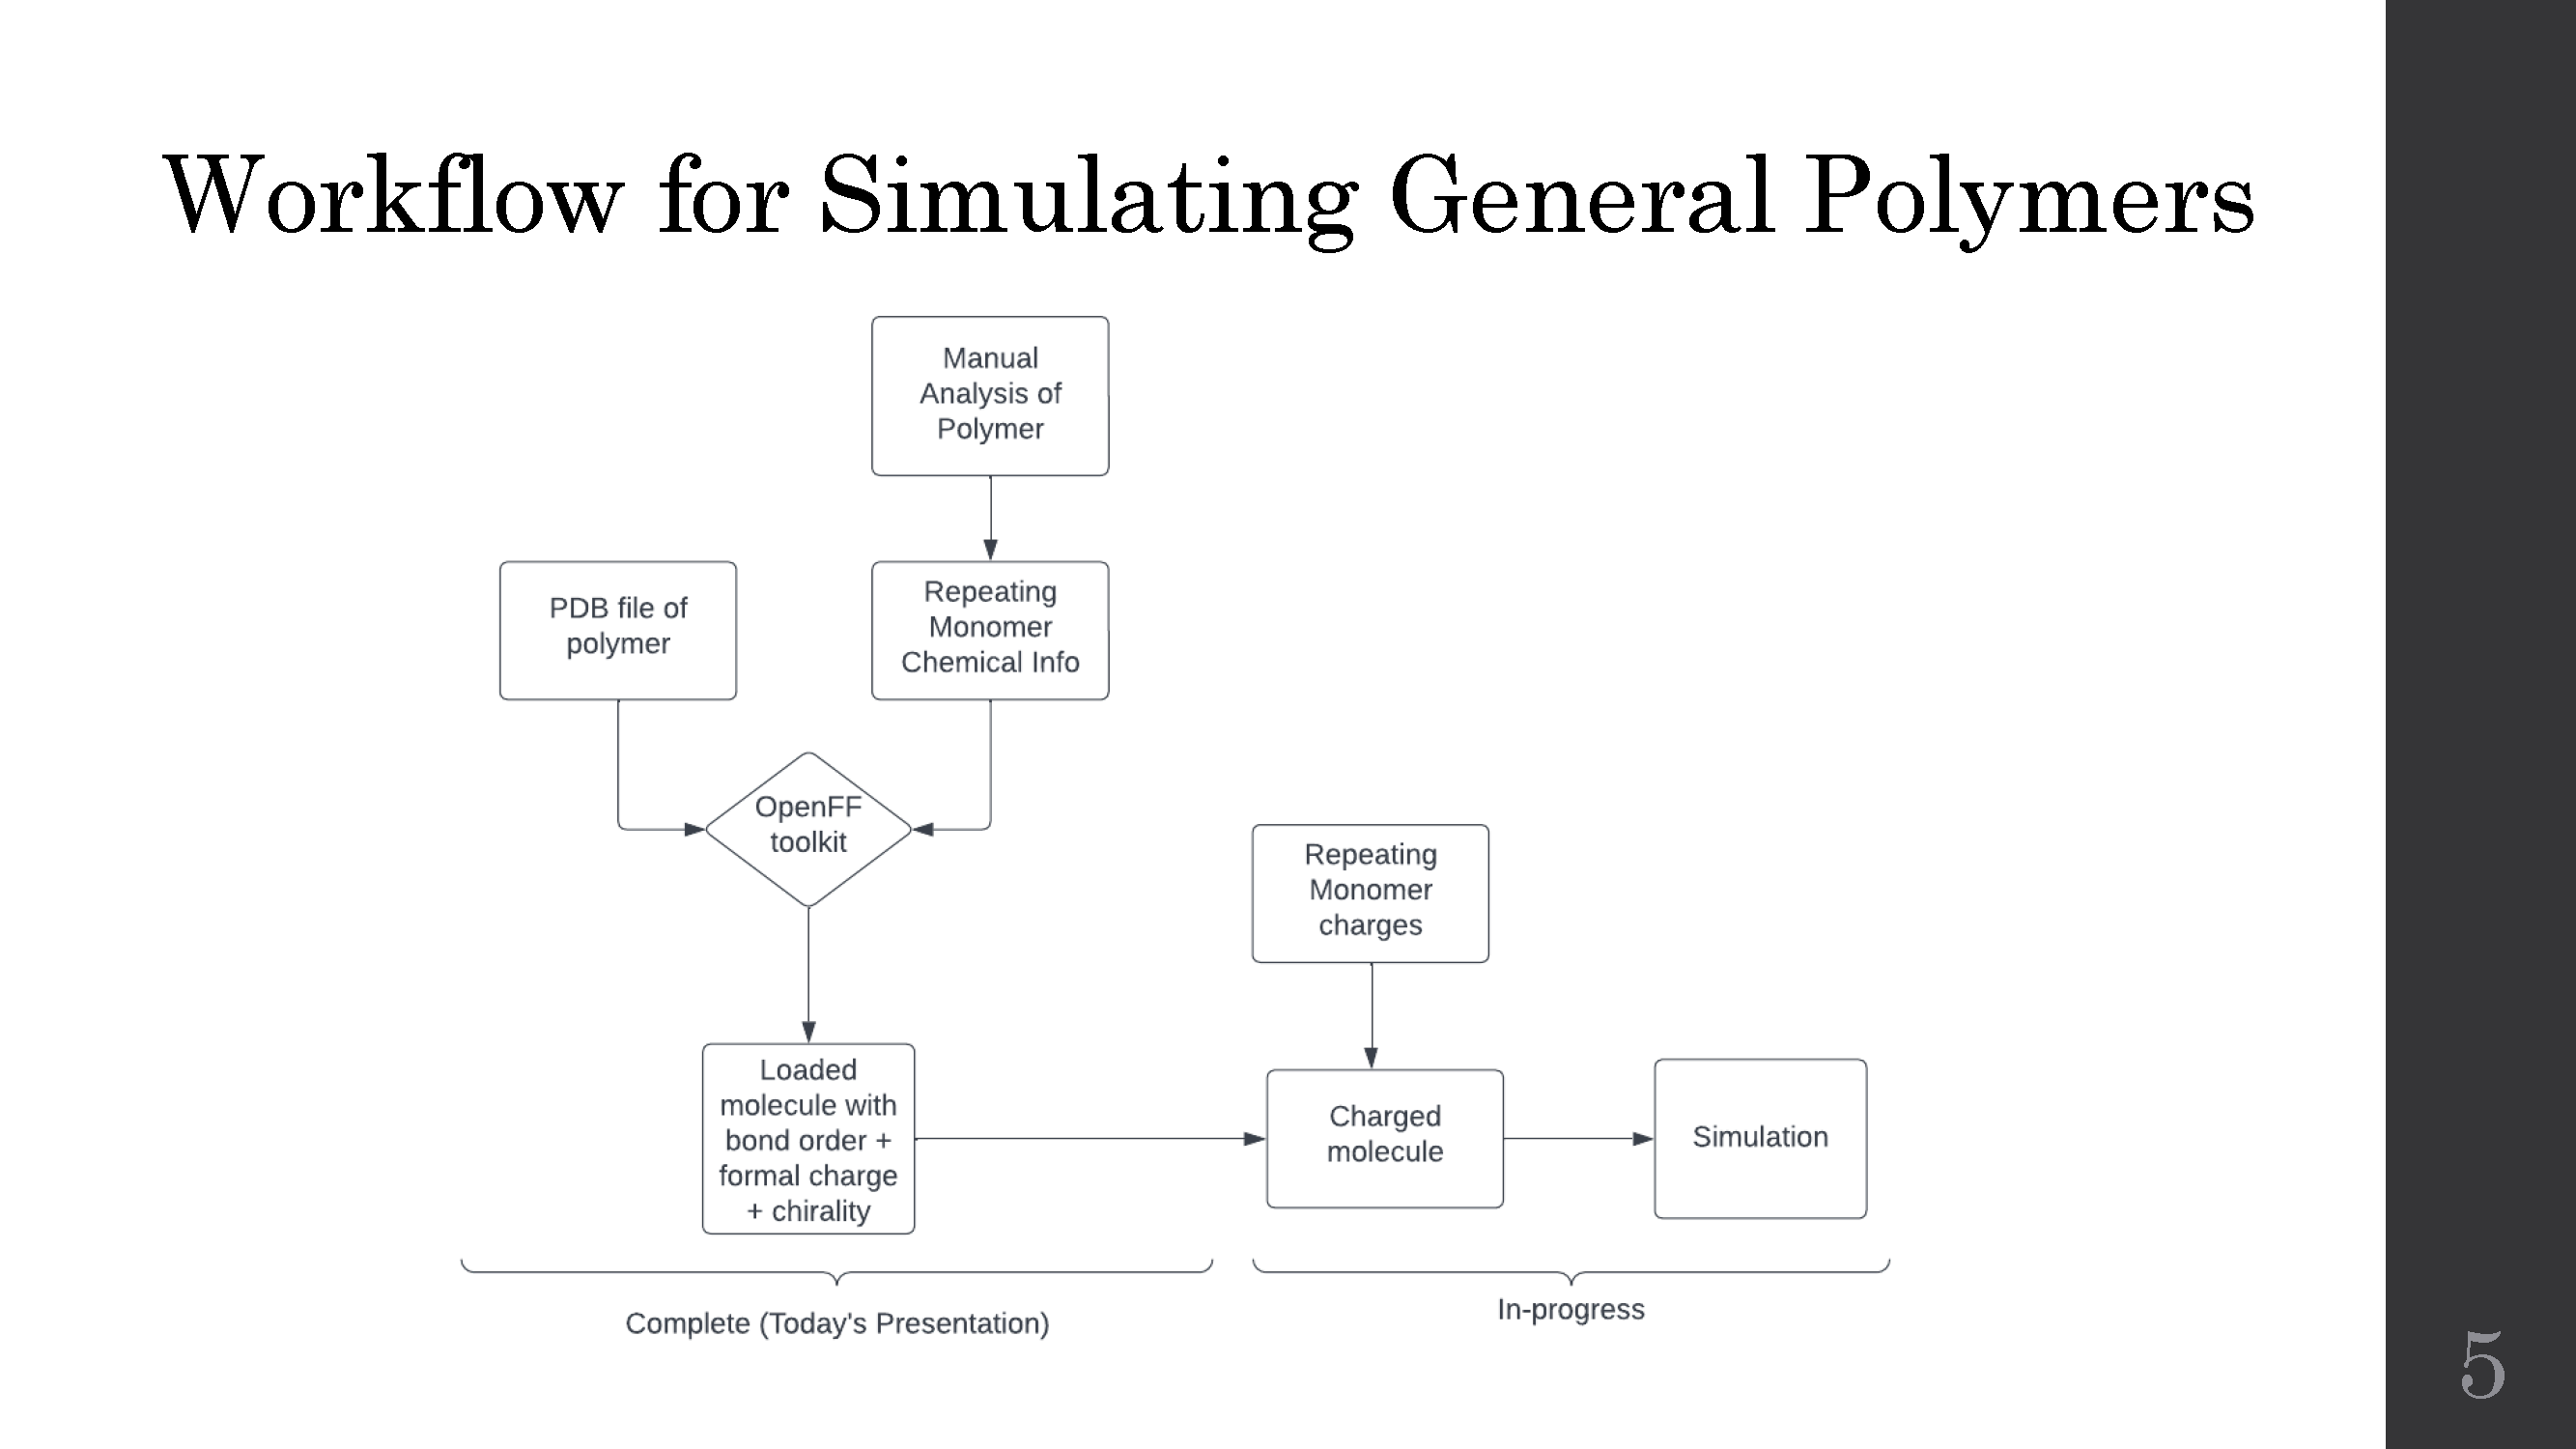 Workflow for Simulating General Polymers
Manual
Analysis of
Polymer
PDB file of
polymer
Repeating
Monomer
Chemical Info
OpenFF
toolkit
Repeating
Monomer
charges
Loaded
molecule with
bond order +
formal charge
+ chirality
Charged
molecule
Simulation
Complete (Today's Presentation)
In-progress
5